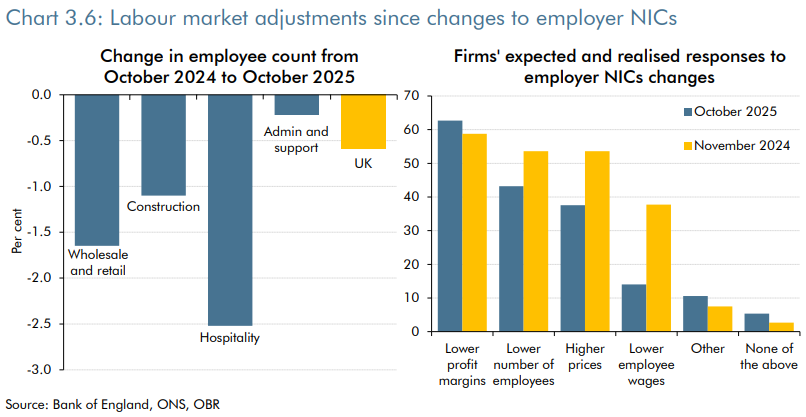 Chart 3.6: Labour market adjustments since changes to employer NICs
Change in employee count from
October 2024 to October 2025
0.0
-0.5
-1.0
-1.5
-2.0
-2.5
-3.0
Per cent
Wholesale
and retail
Construction
Hospitality
Admin and
support
UK
Firms' expected and realised responses to
employer NICs changes
70
60
50
40
30
20
10
0
October 2025
November 2024
Lower
profit
margins
Lower
number of
employees
Higher
prices
Lower
employee
wages
Other
None of
the above
Source: Bank of England, ONS, OBR